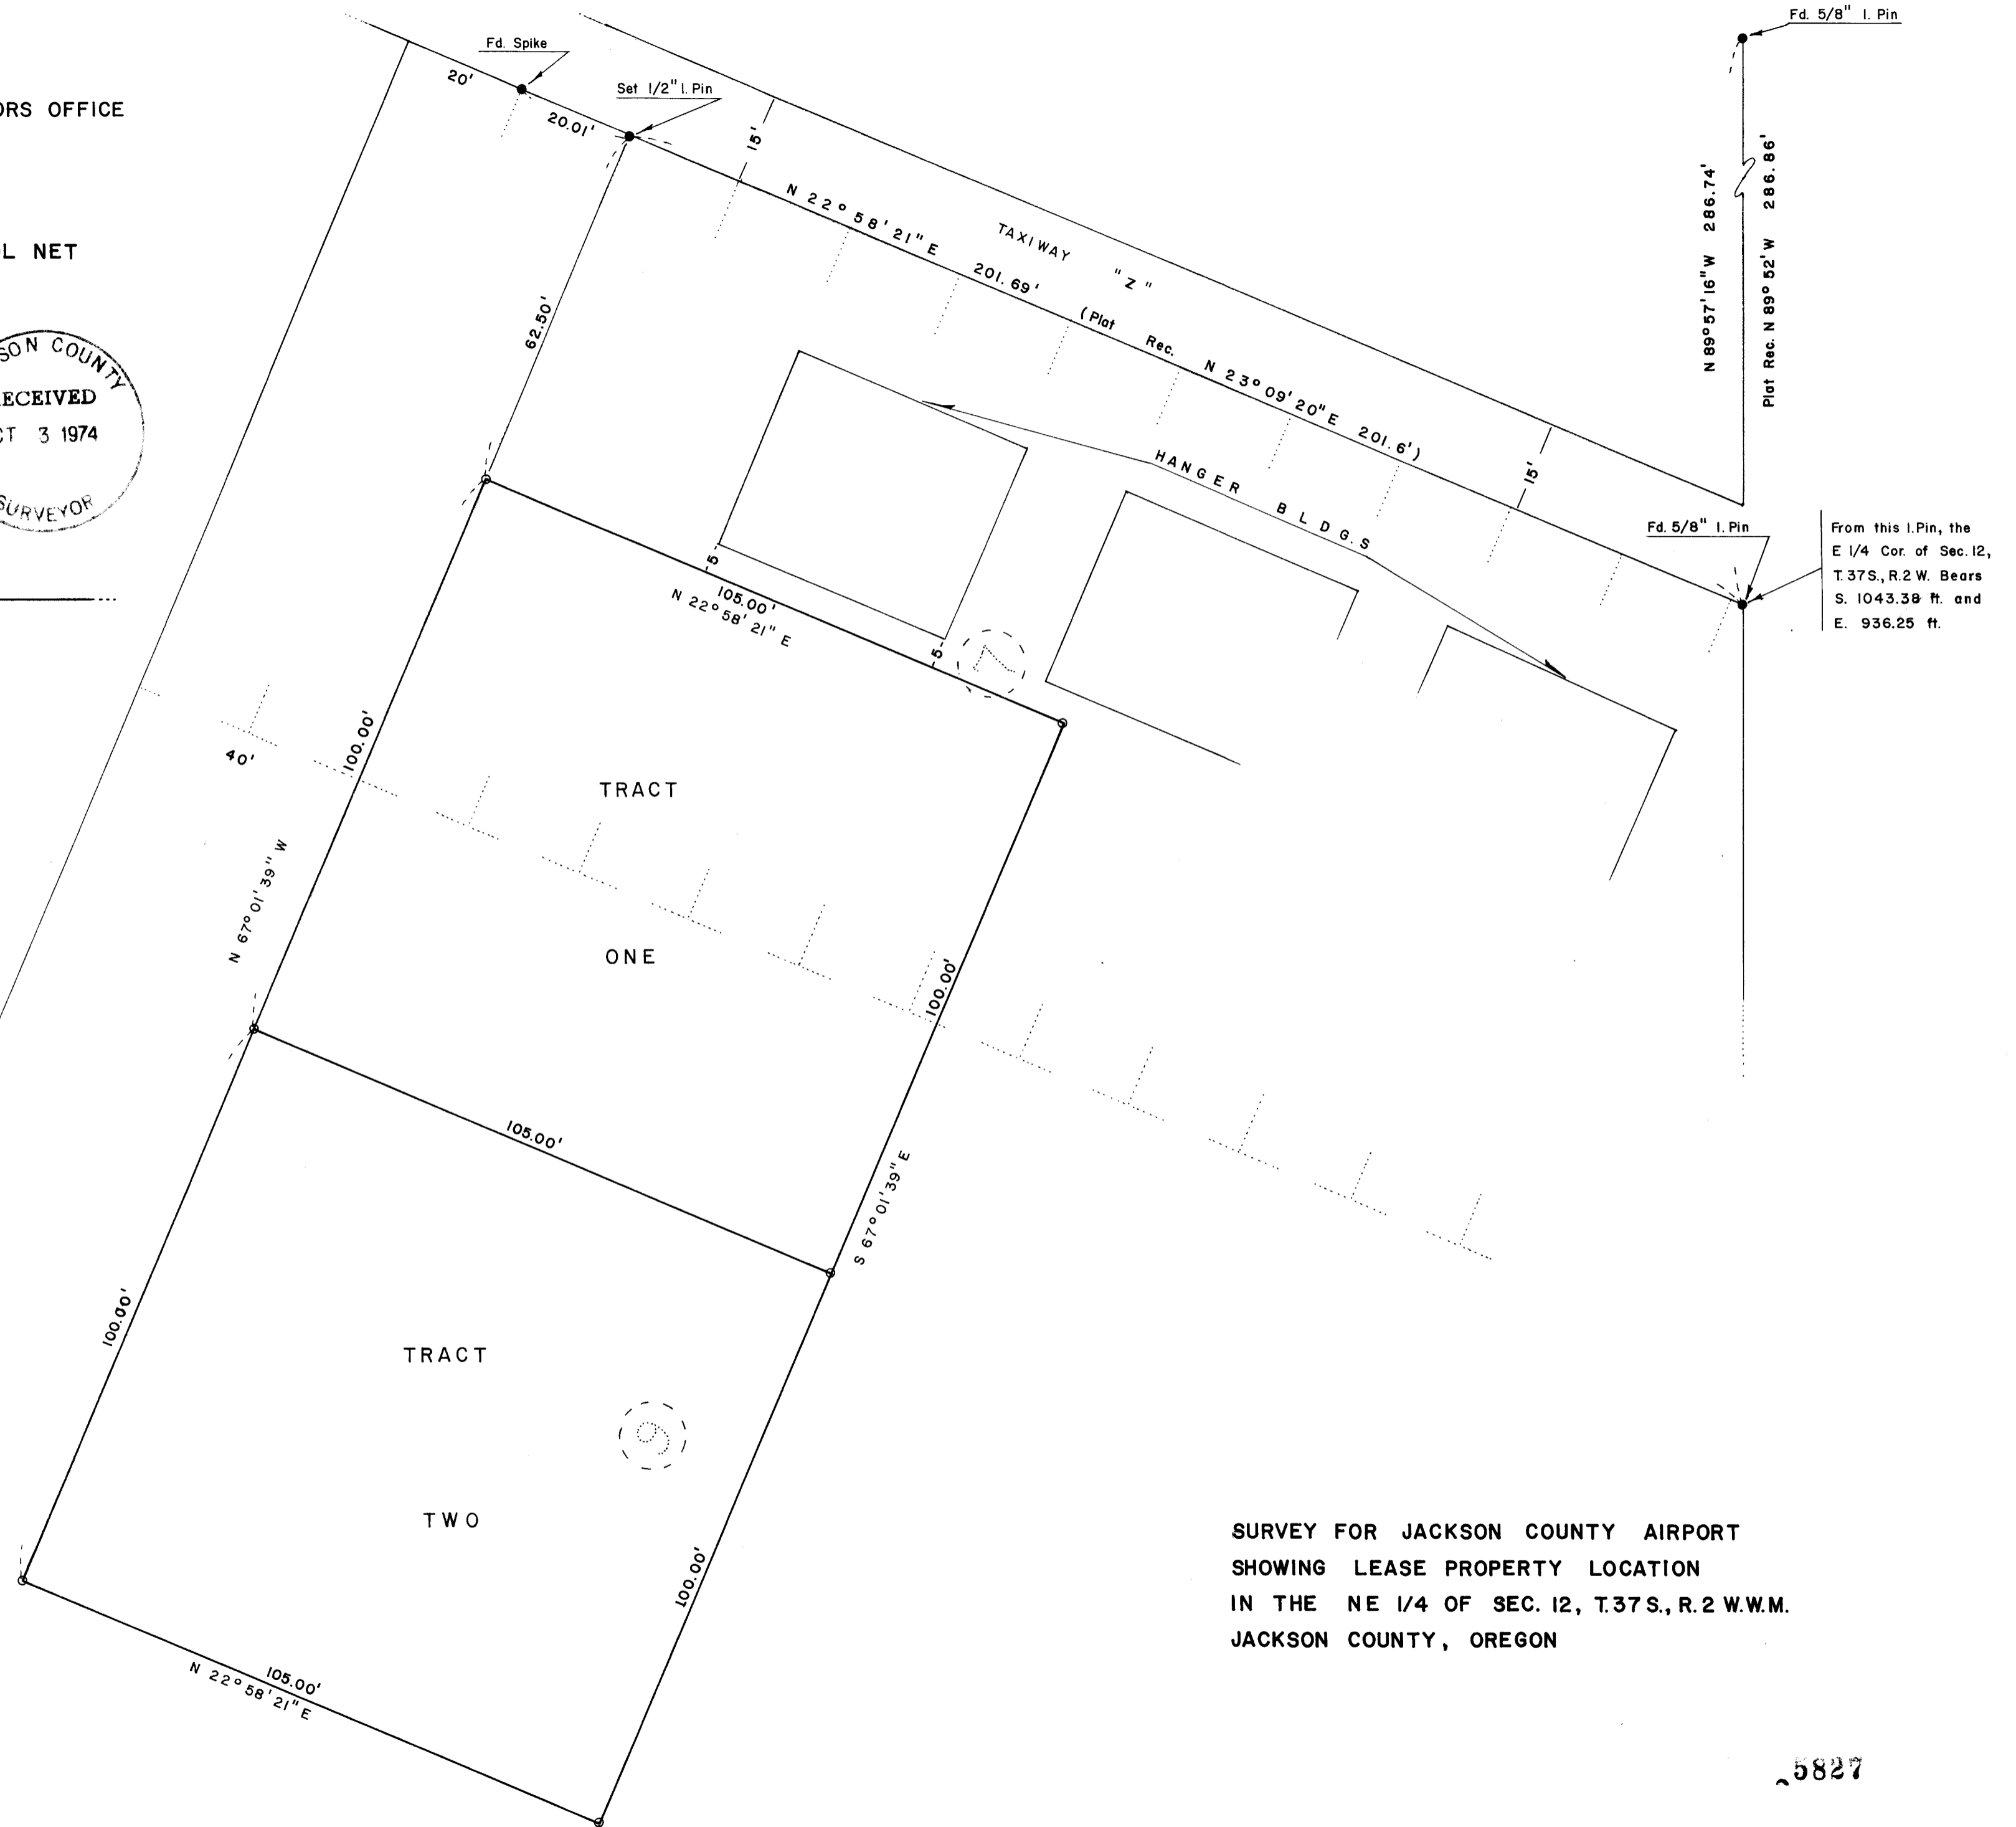 Fd. 5/8" I. Pin
Fd. Spike
20'
Set 1/2" I. Pin
20.01'
ORS OFFICE
15'
N 89°57'16" W 286.74'
Plat Rec. N 89° 52' W 286.86'
N 22° 58' 21" E 201.69' (Plat Rec. N 23° 09' 20" E 201.6')
TAXIWAY "Z"
L NET
62.50'
SON COUNTY
ECEIVED
CT 3 1974
SURVEYOR
HANGER BLDG.S
15'
Fd. 5/8" I. Pin
From this I. Pin, the
E 1/4 Cor. of Sec. 12,
T. 37 S., R. 2 W. Bears
S. 1043.38 ft. and
E. 936.25 ft.
5
105.00'
N 22° 58' 21" E
5
7
100.00'
40'
TRACT
ONE
N 67° 01' 39" W
100.00'
105.00'
S 67° 01' 39" E
100.00'
TRACT
TWO
9
100.00'
105.00'
N 22° 58' 21" E
SURVEY FOR JACKSON COUNTY AIRPORT
SHOWING LEASE PROPERTY LOCATION
IN THE NE 1/4 OF SEC. 12, T. 37 S., R. 2 W. W. M.
JACKSON COUNTY, OREGON
5827